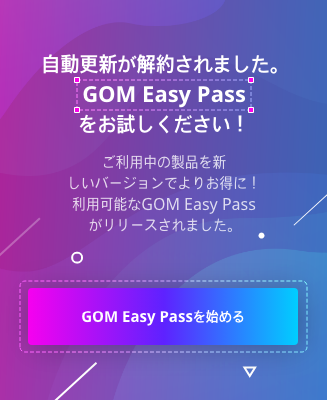 自動更新が解約されました。
GOM Easy Pass
をお試しください！
ご利用中の製品を新
しいバージョンでよりお得に！
利用可能なGOM Easy Pass
がリリースされました。
GOM Easy Passを始める